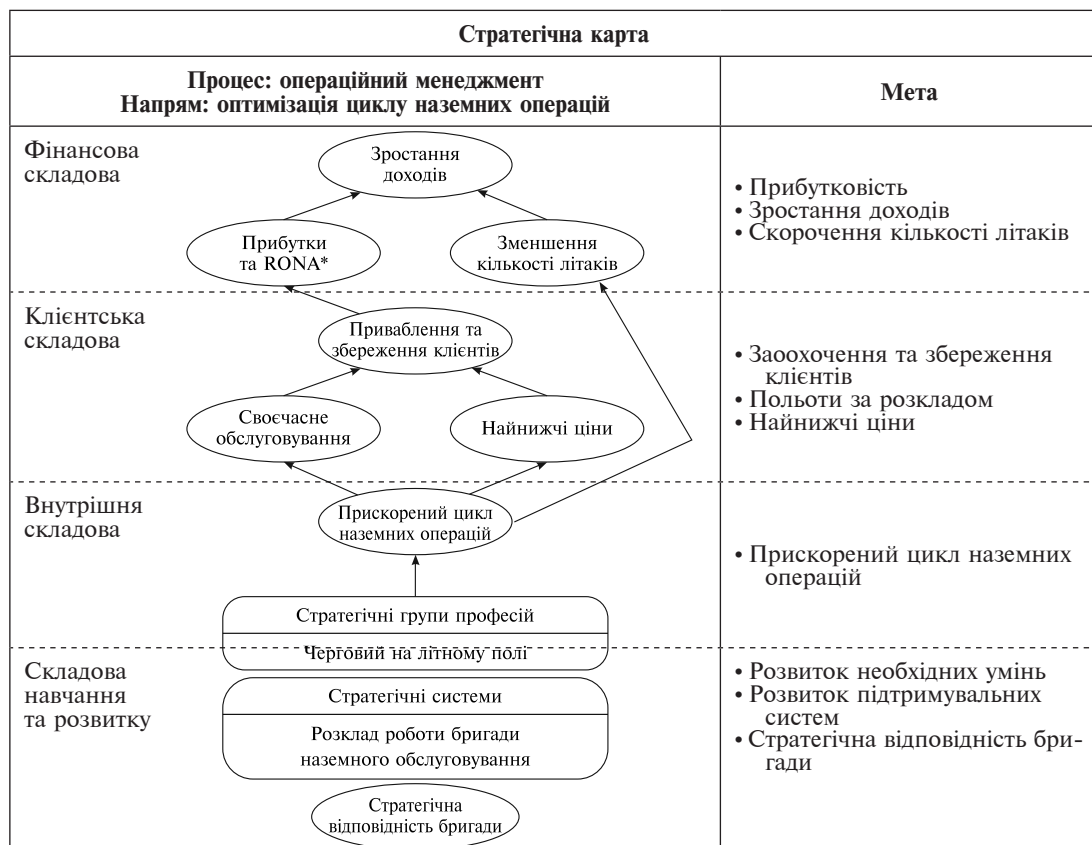 Стратегічна карта
Процес: операційний менеджмент
Напрям: оптимізація циклу наземних операцій
Мета
Фінансова
складова
Зростання
доходів
Прибутки
та RONA*
Зменшення
кількості літаків
• Прибутковість
• Зростання доходів
• Скорочення кількості літаків
Клієнтська
складова
Приваблення та
збереження клієнтів
Своєчасне
обслуговування
Найнижчі ціни
• Заоохочення та збереження
клієнтів
• Польоти за розкладом
• Найнижчі ціни
Внутрішня
складова
Прискорений цикл
наземних операцій
• Прискорений цикл наземних
операцій
Стратегічні групи професій
Черговий на літному полі
Складова
навчання
та розвитку
Стратегічні системи
Розклад роботи бригади
наземного обслуговування
Стратегічна
відповідність бригади
• Розвиток необхідних умінь
• Розвиток підтримувальних
систем
• Стратегічна відповідність бри-
гади